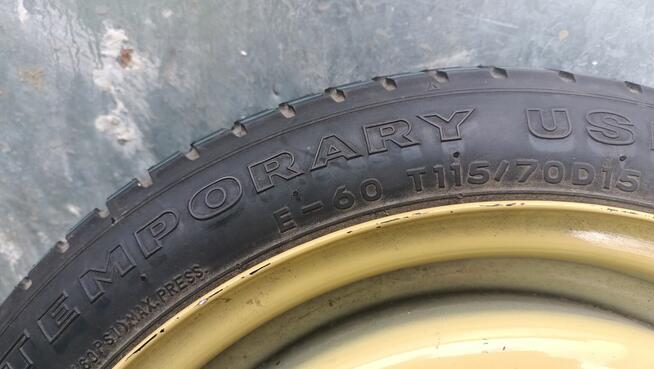 TEMPORARY US
E-60 T115/70D15
60PSI) MAX. PRESS.